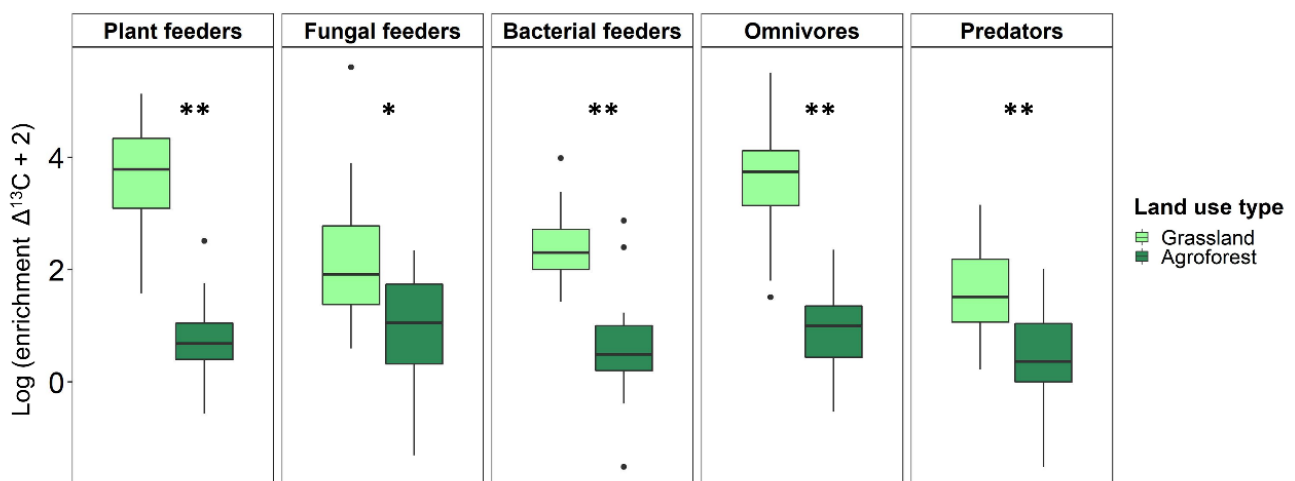 Plant feeders
Fungal feeders
Bacterial feeders
Omnivores
Predators
**
*
**
**
**
Log (enrichment Δ¹³C + 2)
4
2
0
Land use type
Grassland
Agroforest